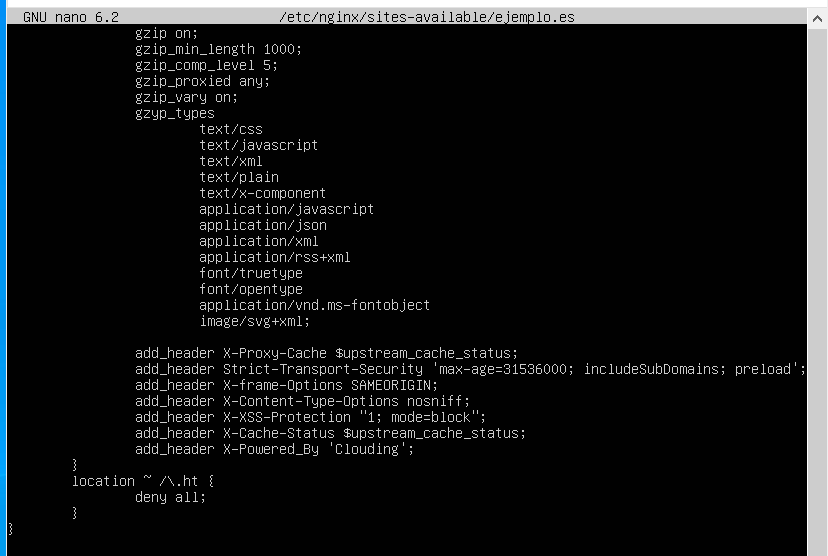 GNU nano 6.2 /etc/nginx/sites-available/ejemplo.es
gzip on;
gzip_min_length 1000;
gzip_comp_level 5;
gzip_proxied any;
gzip_vary on;
gzyp_types
text/css
text/javascript
text/xml
text/plain
text/x-component
application/javascript
application/json
application/xml
application/rss+xml
font/truetype
font/opentype
application/vnd.ms-fontobject
image/svg+xml;
add_header X-Proxy-Cache $upstream_cache_status;
add_header Strict-Transport-Security 'max-age=31536000; includeSubDomains; preload';
add_header X-frame-Options SAMEORIGIN;
add_header X-Content-Type-Options nosniff;
add_header X-XSS-Protection "1; mode=block";
add_header X-Cache-Status $upstream_cache_status;
add_header X-Powered_By 'Clouding';
}
location ~ /\.ht {
deny all;
}
}